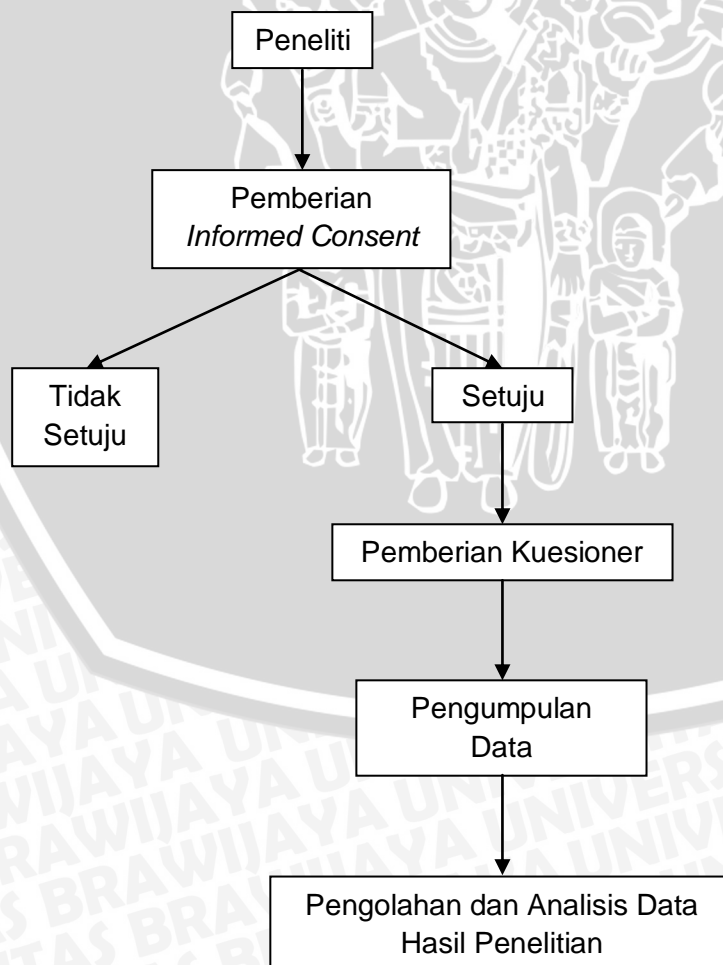 Peneliti
Pemberian
Informed Consent
Tidak
Setuju
Setuju
Pemberian Kuesioner
Pengumpulan
Data
Pengolahan dan Analisis Data
Hasil Penelitian